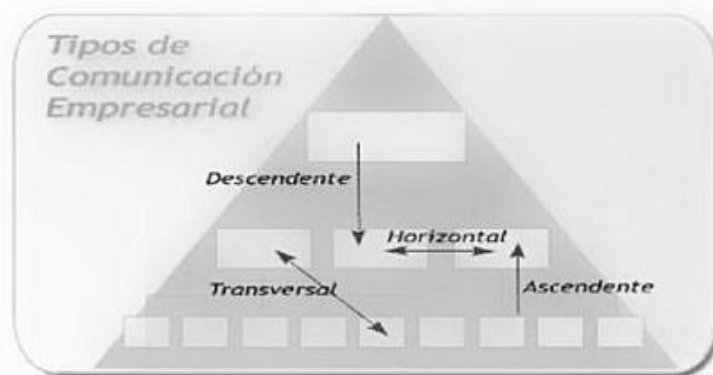 Tipos de
Comunicación
Empresarial
Descendente
Horizontal
Transversal
Ascendente